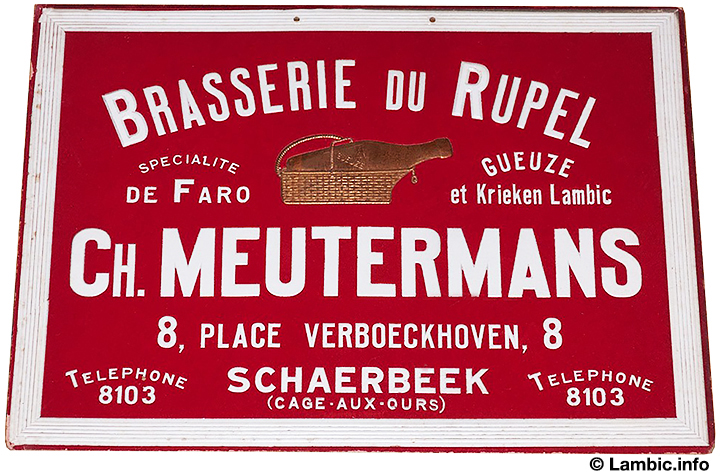 BRASSERIE DU RUPEL
SPECIALITE
DE FARO
GUEUZE
et Krieken Lambic
CH. MEUTERMANS
8, PLACE VERBOECKHOVEN, 8
TELEPHONE
8103
SCHAERBEEK
(CAGE-AUX-OURS)
TELEPHONE
8103
© Lambic.info